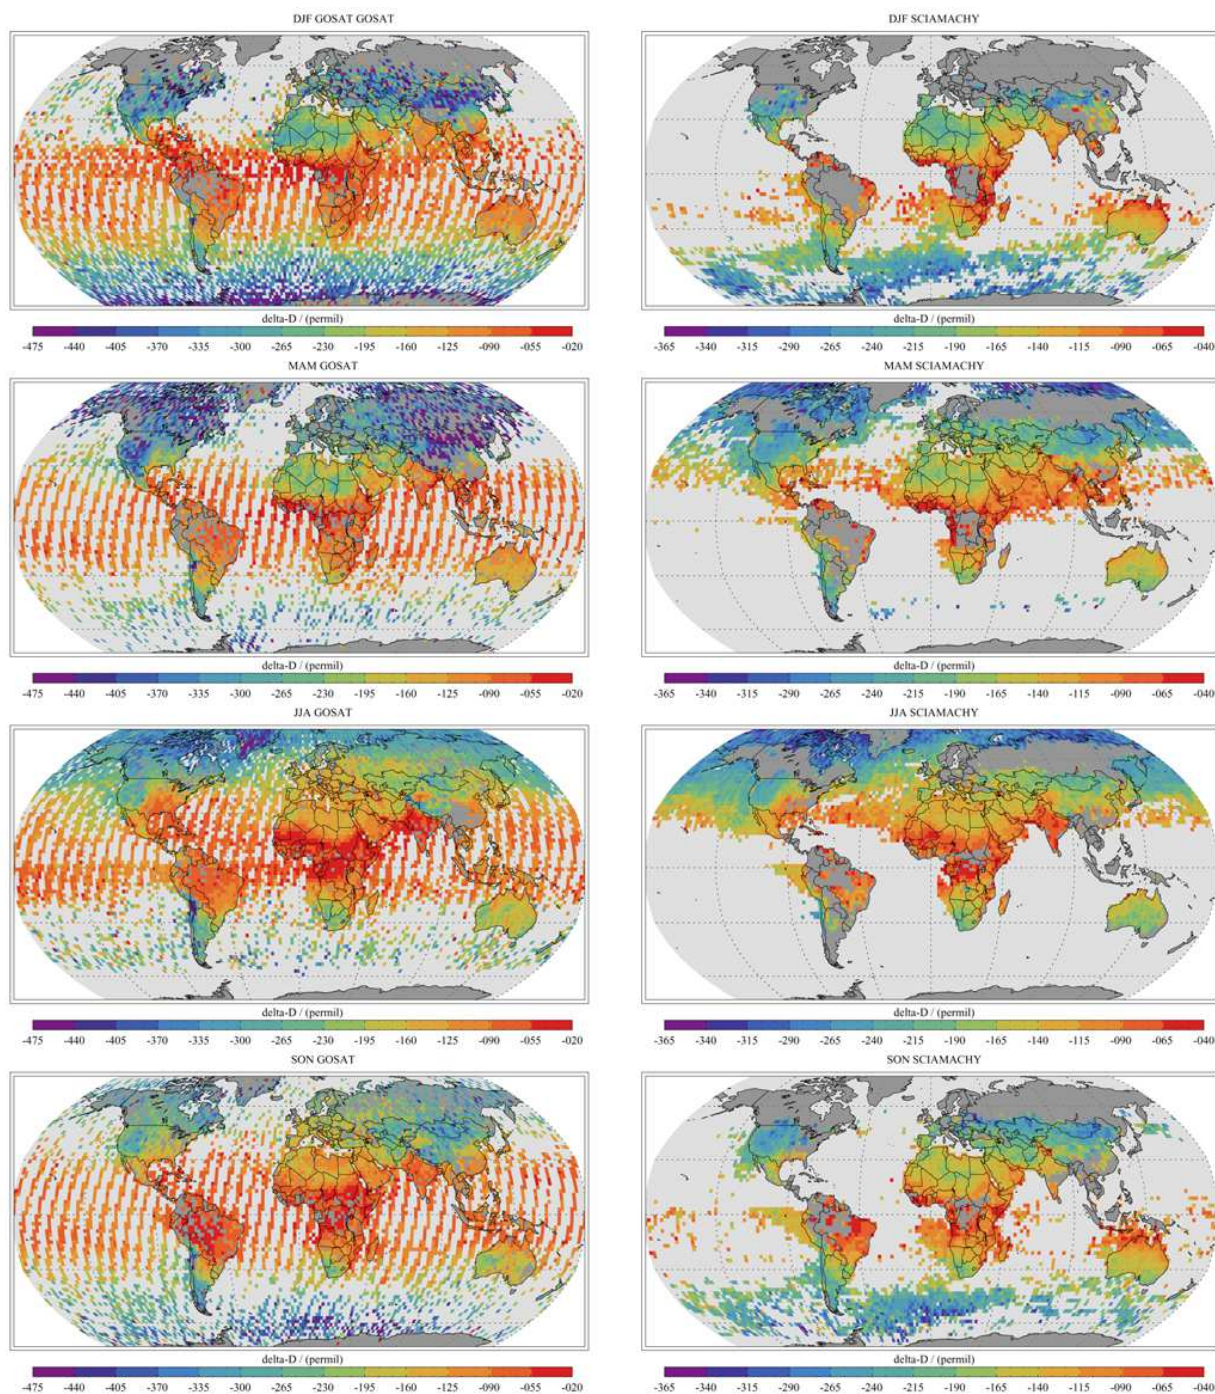 DJF GOSAT GOSAT
DJF SCIAMACHY
delta-D / (permil)
-475 -440 -405 -370 -335 -300 -265 -230 -195 -160 -125 -090 -055 -020
delta-D / (permil)
-365 -340 -315 -290 -265 -240 -215 -190 -165 -140 -115 -090 -065 -040
MAM GOSAT
MAM SCIAMACHY
delta-D / (permil)
-475 -440 -405 -370 -335 -300 -265 -230 -195 -160 -125 -090 -055 -020
delta-D / (permil)
-365 -340 -315 -290 -265 -240 -215 -190 -165 -140 -115 -090 -065 -040
JJA GOSAT
JJA SCIAMACHY
delta-D / (permil)
-475 -440 -405 -370 -335 -300 -265 -230 -195 -160 -125 -090 -055 -020
delta-D / (permil)
-365 -340 -315 -290 -265 -240 -215 -190 -165 -140 -115 -090 -065 -040
SON GOSAT
SON SCIAMACHY
delta-D / (permil)
-475 -440 -405 -370 -335 -300 -265 -230 -195 -160 -125 -090 -055 -020
delta-D / (permil)
-365 -340 -315 -290 -265 -240 -215 -190 -165 -140 -115 -090 -065 -040